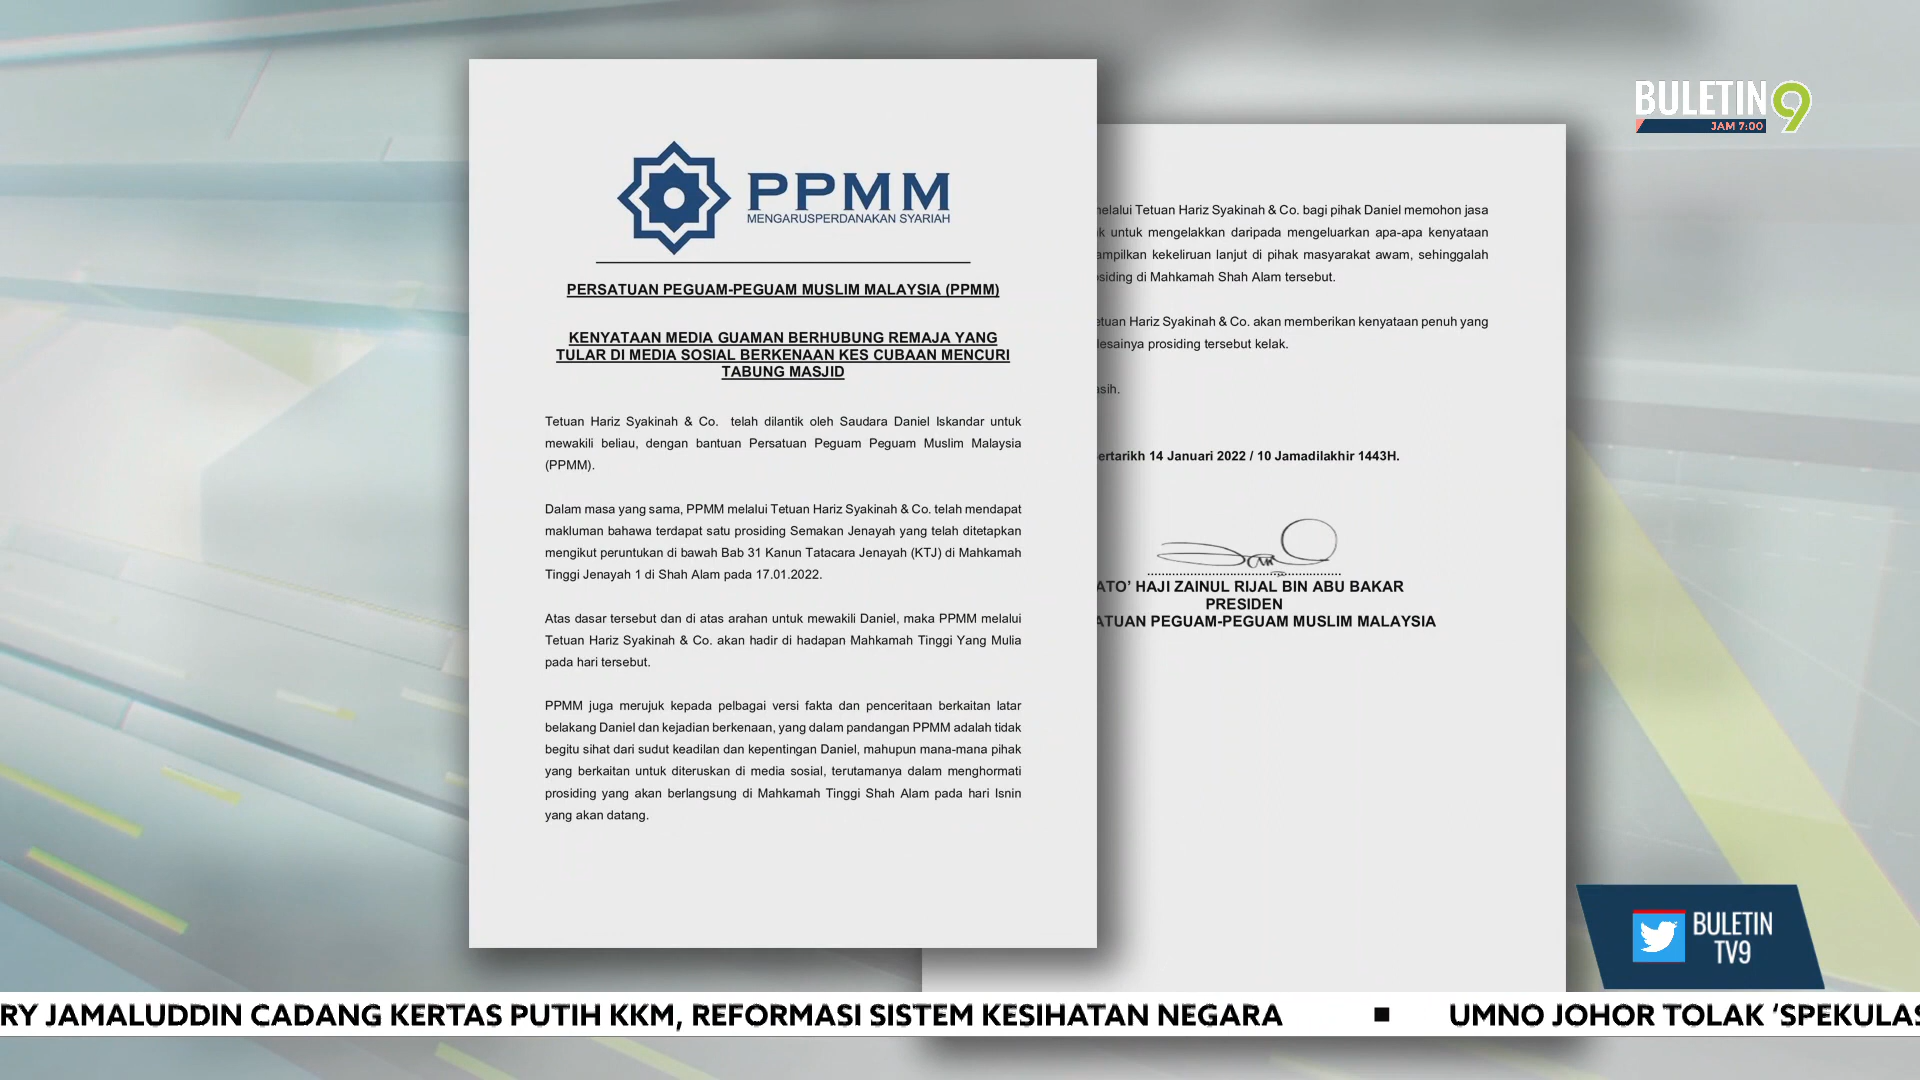 BULETIN 9
JAM 7:00
PPMM
MENGARUSPERDANAKAN SYARIAH
PERSATUAN PEGUAM-PEGUAM MUSLIM MALAYSIA (PPMM)
KENYATAAN MEDIA GUAMAN BERHUBUNG REMAJA YANG
TULAR DI MEDIA SOSIAL BERKENAAN KES CUBAAN MENCURI
TABUNG MASJID
Tetuan Hariz Syakinah & Co. telah dilantik oleh Saudara Daniel Iskandar untuk
mewakili beliau, dengan bantuan Persatuan Peguam Peguam Muslim Malaysia
(PPMM).
Dalam masa yang sama, PPMM melalui Tetuan Hariz Syakinah & Co. telah mendapat
makluman bahawa terdapat satu prosiding Semakan Jenayah yang telah ditetapkan
mengikut peruntukan di bawah Bab 31 Kanun Tatacara Jenayah (KTJ) di Mahkamah
Tinggi Jenayah 1 di Shah Alam pada 17.01.2022.
Atas dasar tersebut dan di atas arahan untuk mewakili Daniel, maka PPMM melalui
Tetuan Hariz Syakinah & Co. akan hadir di hadapan Mahkamah Tinggi Yang Mulia
pada hari tersebut.
PPMM juga merujuk kepada pelbagai versi fakta dan penceritaan berkaitan latar
belakang Daniel dan kejadian berkenaan, yang dalam pandangan PPMM adalah tidak
begitu sihat dari sudut keadilan dan kepentingan Daniel, mahupun mana-mana pihak
yang berkaitan untuk diteruskan di media sosial, terutamanya dalam menghormati
prosiding yang akan berlangsung di Mahkamah Tinggi Shah Alam pada hari Isnin
yang akan datang.
elalui Tetuan Hariz Syakinah & Co. bagi pihak Daniel memohon jasa
k untuk mengelakkan daripada mengeluarkan apa-apa kenyataan
ampilkan kekeliruan lanjut di pihak masyarakat awam, sehinggalah
siding di Mahkamah Shah Alam tersebut.
etuan Hariz Syakinah & Co. akan memberikan kenyataan penuh yang
lesainya prosiding tersebut kelak.
asih.
ertarikh 14 Januari 2022 / 10 Jamadilakhir 1443H.
ATO’ HAJI ZAINUL RIJAL BIN ABU BAKAR
PRESIDEN
ATUAN PEGUAM-PEGUAM MUSLIM MALAYSIA
BULETIN
TV9
RY JAMALUDDIN CADANG KERTAS PUTIH KKM, REFORMASI SISTEM KESIHATAN NEGARA ■ UMNO JOHOR TOLAK ‘SPEKULAS